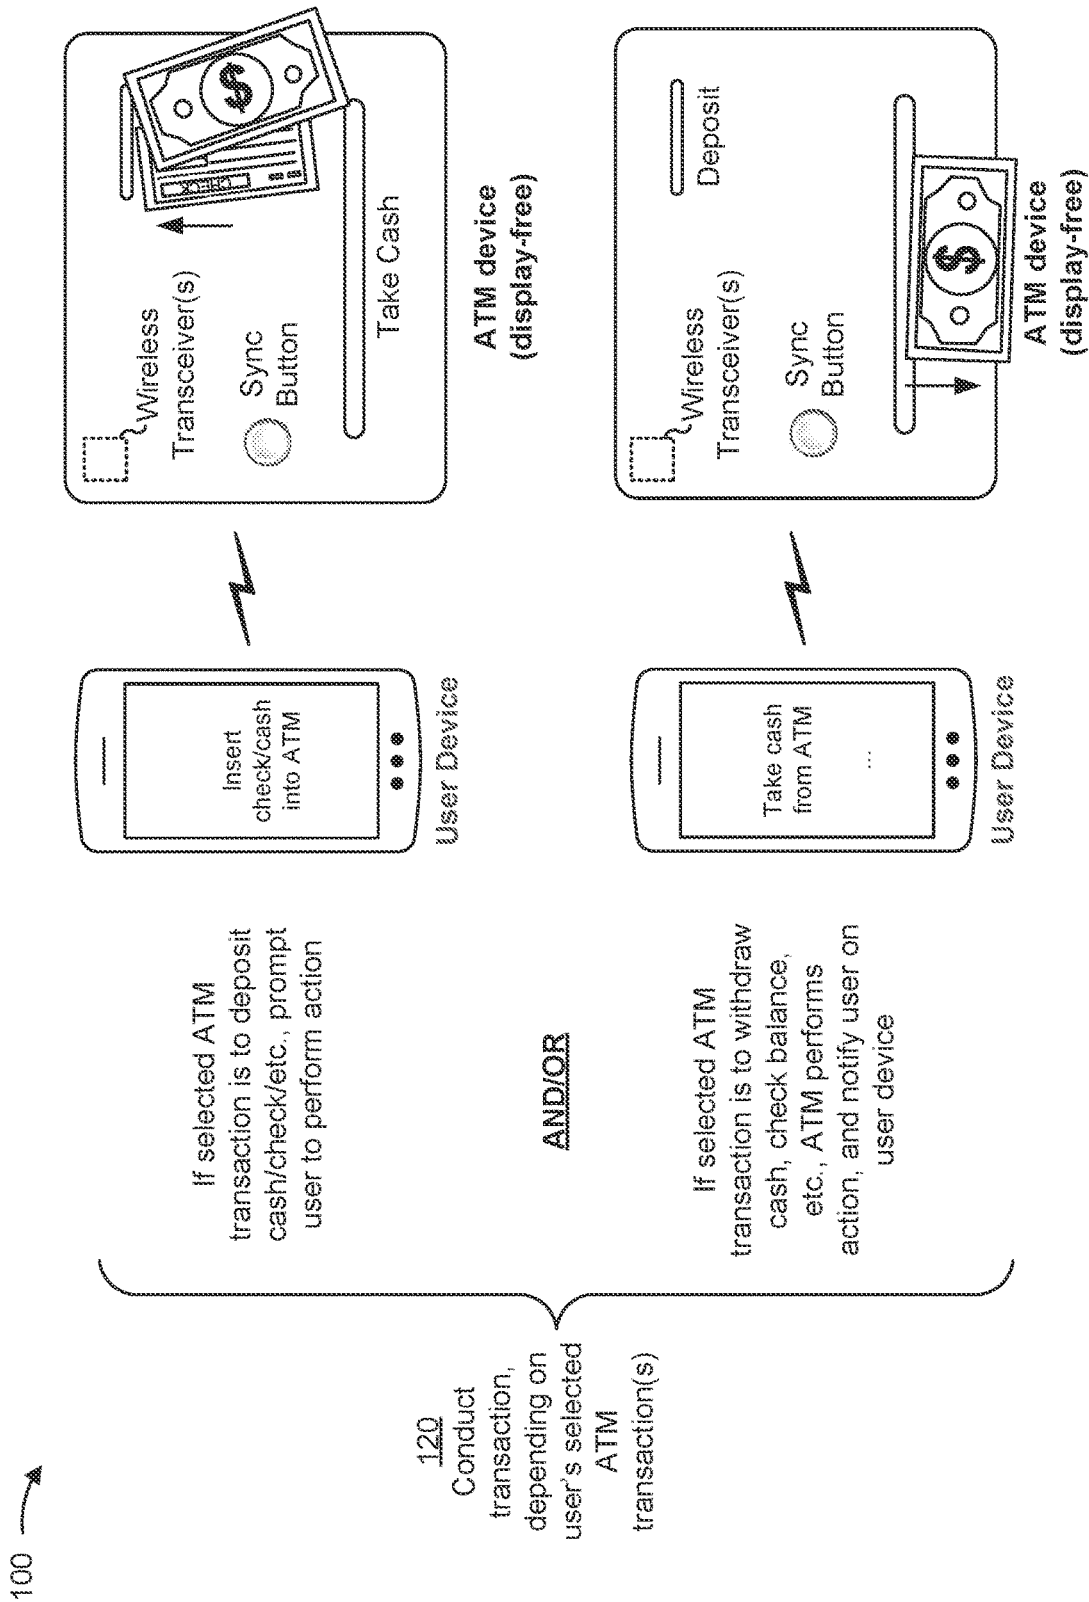 100
120
Conduct
transaction,
depending on
user's selected
ATM
transaction(s)
If selected ATM
transaction is to deposit
cash/check/etc., prompt
user to perform action
Insert
check/cash
into ATM
User Device
Wireless
Transceiver(s)
Sync
Button
CHECK
$
Take Cash
ATM device
(display-free)
AND/OR
If selected ATM
transaction is to withdraw
cash, check balance,
etc., ATM performs
action, and notify user on
user device
Take cash
from ATM
...
User Device
Wireless
Transceiver(s)
Sync
Button
Deposit
$
ATM device
(display-free)